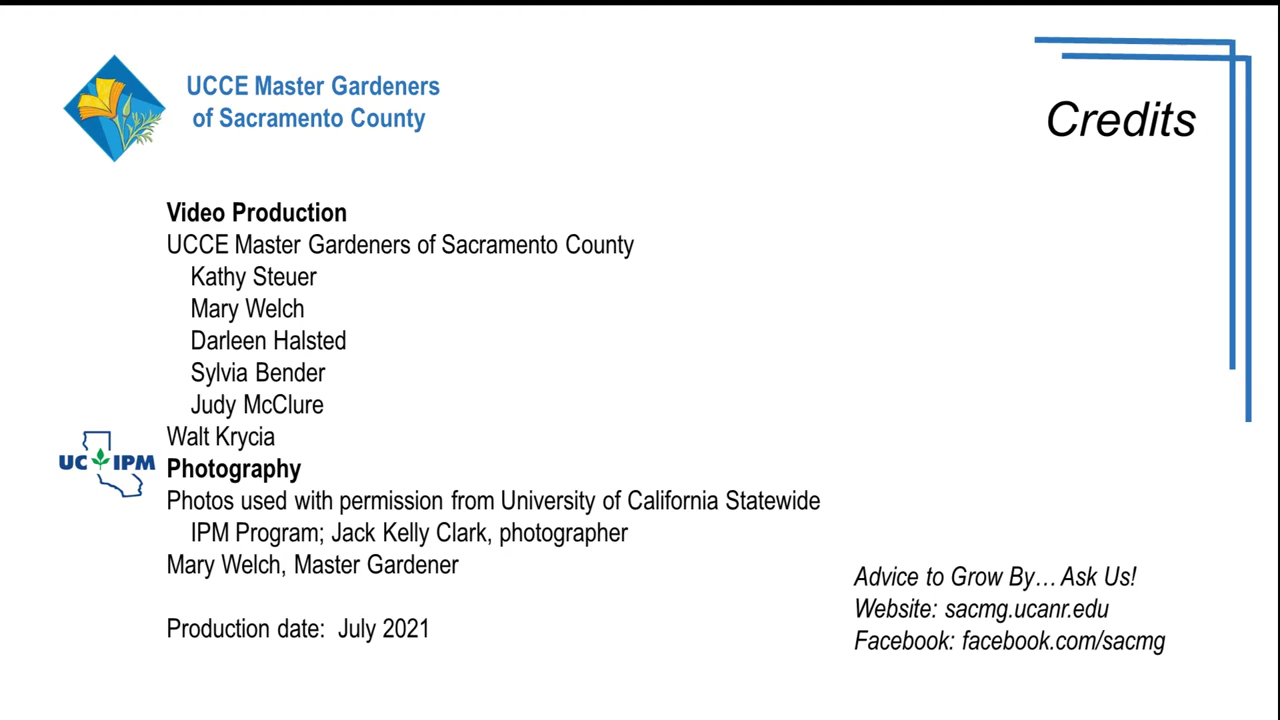 UCCE Master Gardeners
of Sacramento County
Credits
Video Production
UCCE Master Gardeners of Sacramento County
Kathy Steuer
Mary Welch
Darleen Halsted
Sylvia Bender
Judy McClure
Walt Krycia
UC IPM
Photography
Photos used with permission from University of California Statewide
IPM Program; Jack Kelly Clark, photographer
Mary Welch, Master Gardener
Production date: July 2021
Advice to Grow By… Ask Us!
Website: sacmg.ucanr.edu
Facebook: facebook.com/sacmg